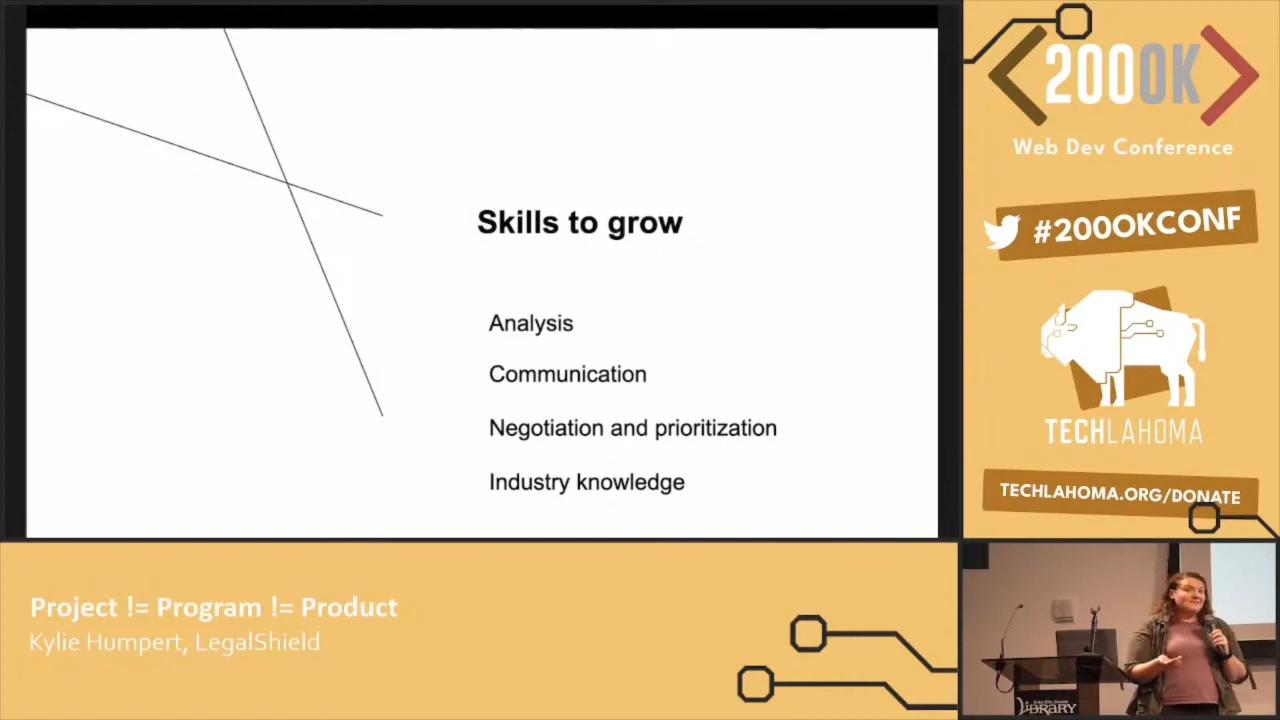 Skills to grow
Analysis
Communication
Negotiation and prioritization
Industry knowledge
200OK
Web Dev Conference
#200OKCONF
TECHLAHOMA
TECHLAHOMA.ORG/DONATE
Project != Program != Product
Kylie Humpert, LegalShield
LIBRARY